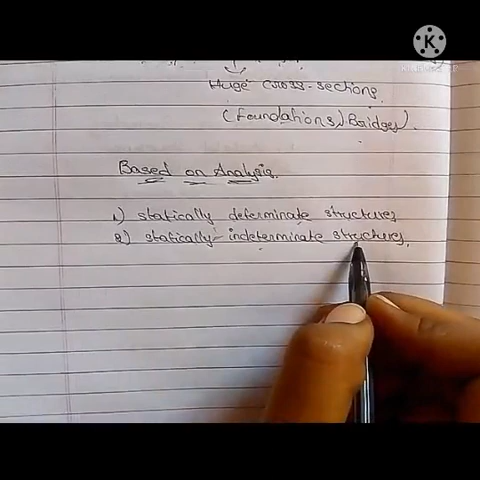 Huge cross-sections.
(Foundations, Bridges).
Based on Analysis.
1) statically determinate structures
2) statically indeterminate structures.
K